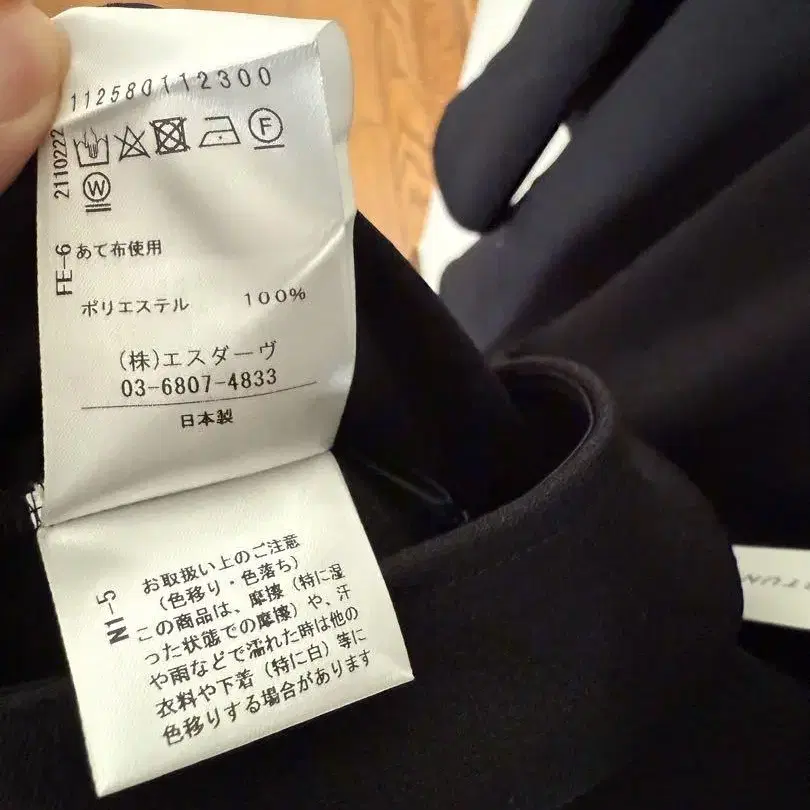 112580112300
2110222
F
W
FE-6
あて布使用
ポリエステル 100%
(株)エスダーヴ
03-6807-4833
日本製
N1-5
お取扱い上のご注意
(色移り・色落ち)
この商品は、摩擦(特に湿
った状態での摩擦)や、汗
や雨などで濡れた時は他の
衣料や下着(特に白)等に
色移りする場合があります